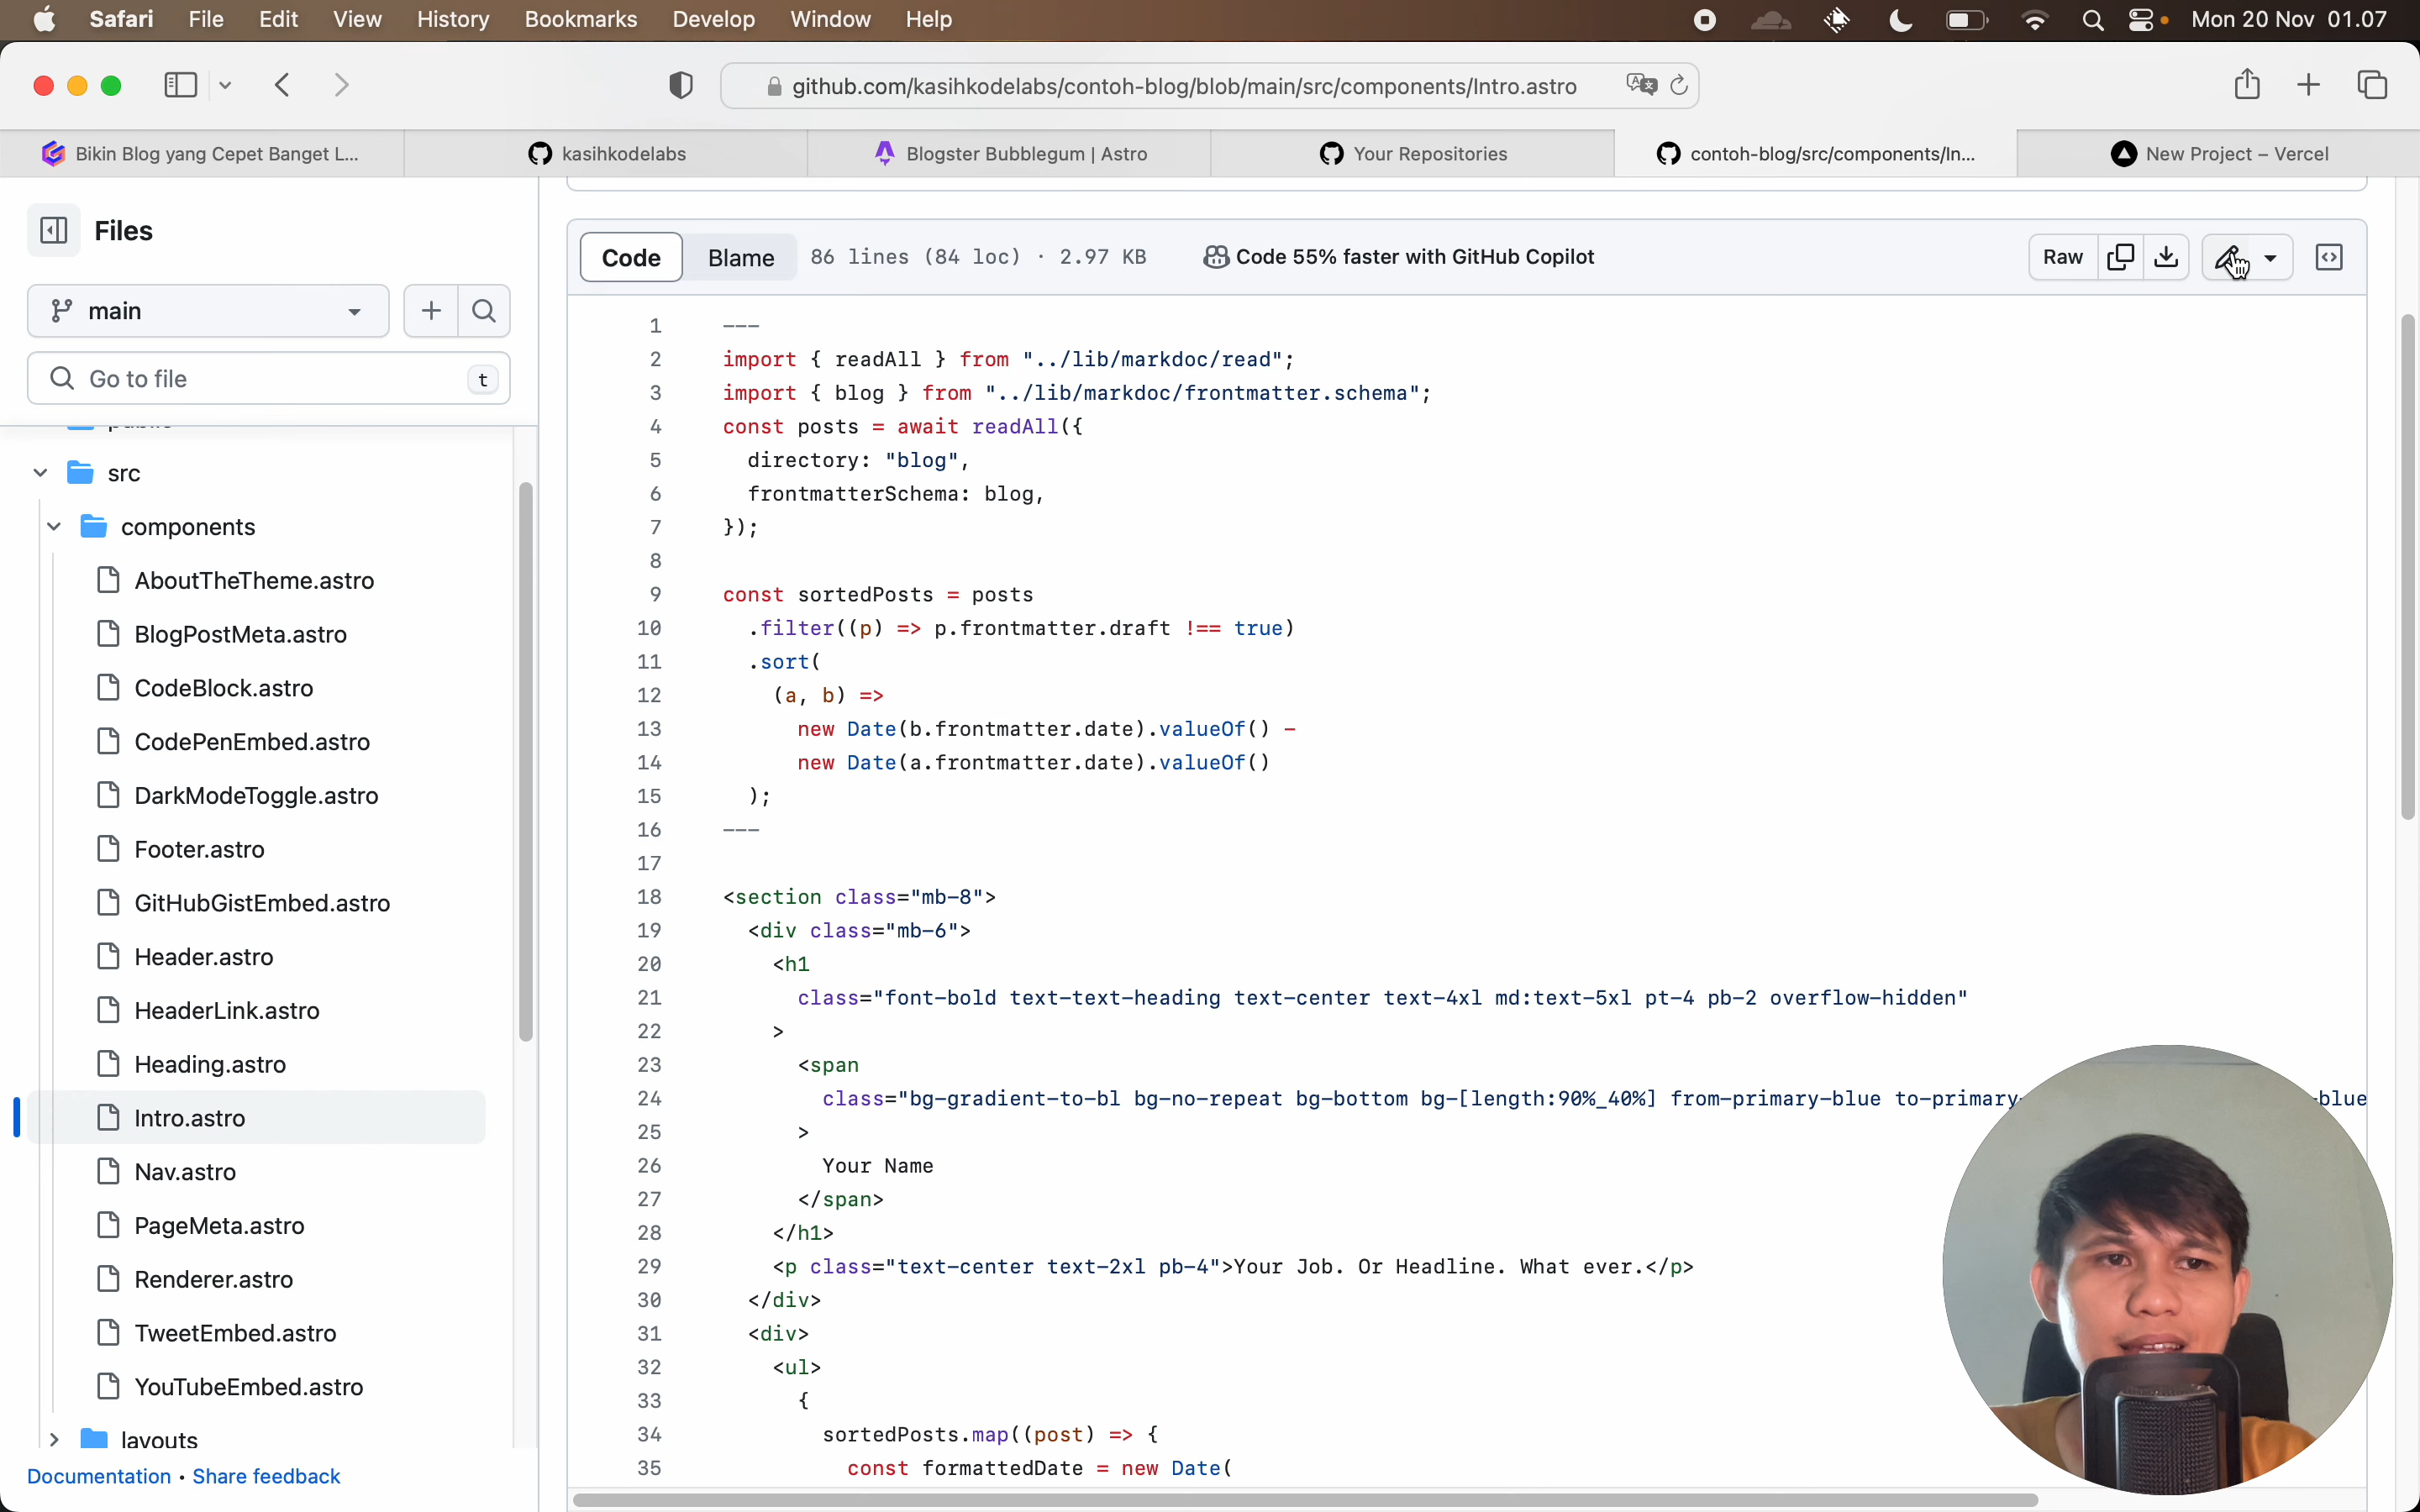 Safari File Edit View History Bookmarks Develop Window Help Mon 20 Nov 01.07
github.com/kasihkodelabs/contoh-blog/blob/main/src/components/Intro.astro
Bikin Blog yang Cepet Banget L... kasihkodelabs Blogster Bubblegum | Astro Your Repositories contoh-blog/src/components/In... New Project – Vercel
Files
main
Go to file t
src
components
AboutTheTheme.astro
BlogPostMeta.astro
CodeBlock.astro
CodePenEmbed.astro
DarkModeToggle.astro
Footer.astro
GitHubGistEmbed.astro
Header.astro
HeaderLink.astro
Heading.astro
Intro.astro
Nav.astro
PageMeta.astro
Renderer.astro
TweetEmbed.astro
YouTubeEmbed.astro
layouts
Documentation • Share feedback
Code Blame 86 lines (84 loc) · 2.97 KB Code 55% faster with GitHub Copilot Raw
1 ---
2 import { readAll } from "../lib/markdoc/read";
3 import { blog } from "../lib/markdoc/frontmatter.schema";
4 const posts = await readAll({
5 directory: "blog",
6 frontmatterSchema: blog,
7 });
8
9 const sortedPosts = posts
10 .filter((p) => p.frontmatter.draft !== true)
11 .sort(
12 (a, b) =>
13 new Date(b.frontmatter.date).valueOf() -
14 new Date(a.frontmatter.date).valueOf()
15 );
16 ---
17
18 <section class="mb-8">
19 <div class="mb-6">
20 <h1
21 class="font-bold text-text-heading text-center text-4xl md:text-5xl pt-4 pb-2 overflow-hidden"
22 >
23 <span
24 class="bg-gradient-to-bl bg-no-repeat bg-bottom bg-[length:90%_40%] from-primary-blue to-primary- blue
25 >
26 Your Name
27 </span>
28 </h1>
29 <p class="text-center text-2xl pb-4">Your Job. Or Headline. What ever.</p>
30 </div>
31 <div>
32 <ul>
33 {
34 sortedPosts.map((post) => {
35 const formattedDate = new Date(